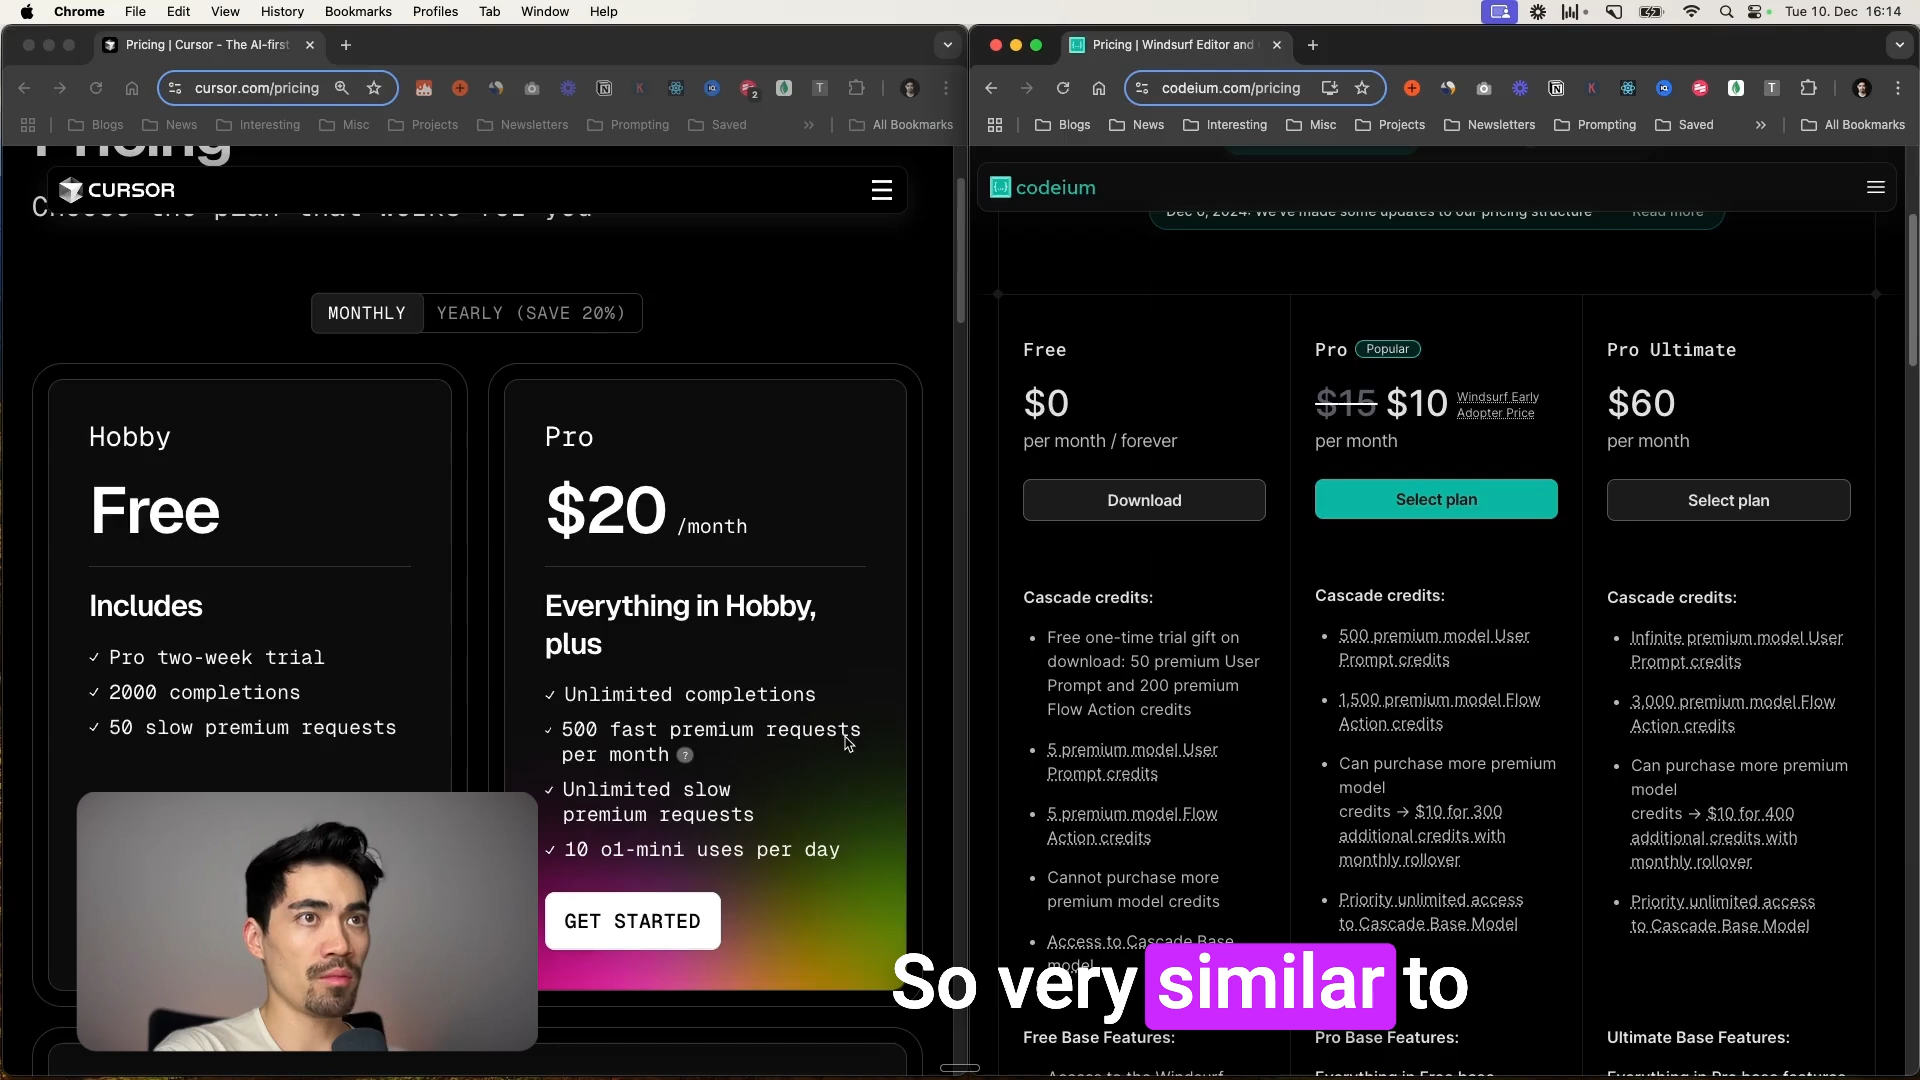 Chrome File Edit View History Bookmarks Profiles Tab Window Help
Tue 10. Dec 16:14
Pricing | Cursor - The AI-first
cursor.com/pricing
2
T
Blogs News Interesting Misc Projects Newsletters Prompting Saved » All Bookmarks
Pricing
CURSOR
Choose the plan that works for you
MONTHLY YEARLY (SAVE 20%)
Hobby
Free
Includes
✓ Pro two-week trial
✓ 2000 completions
✓ 50 slow premium requests
Pro
$20 /month
Everything in Hobby,
plus
✓ Unlimited completions
✓ 500 fast premium requests
per month ?
✓ Unlimited slow
premium requests
✓ 10 o1-mini uses per day
GET STARTED
Pricing | Windsurf Editor and
codeium.com/pricing
T
Blogs News Interesting Misc Projects Newsletters Prompting Saved » All Bookmarks
codeium
Dec 6, 2024: We've made some updates to our pricing structure Read more
Free
$0
per month / forever
Download
Cascade credits:
• Free one-time trial gift on
download: 50 premium User
Prompt and 200 premium
Flow Action credits
• 5 premium model User
Prompt credits
• 5 premium model Flow
Action credits
• Cannot purchase more
premium model credits
• Access to Cascade Base
model
Free Base Features:
Access to the Windsurf
Pro Popular
$15 $10 Windsurf Early
Adopter Price
per month
Select plan
Cascade credits:
• 500 premium model User
Prompt credits
• 1,500 premium model Flow
Action credits
• Can purchase more premium
model
credits → $10 for 300
additional credits with
monthly rollover
• Priority unlimited access
to Cascade Base Model
Pro Base Features:
Everything in Free base
Pro Ultimate
$60
per month
Select plan
Cascade credits:
• Infinite premium model User
Prompt credits
• 3,000 premium model Flow
Action credits
• Can purchase more premium
model
credits → $10 for 400
additional credits with
monthly rollover
• Priority unlimited access
to Cascade Base Model
Ultimate Base Features:
Everything in Pro base features
So very similar to